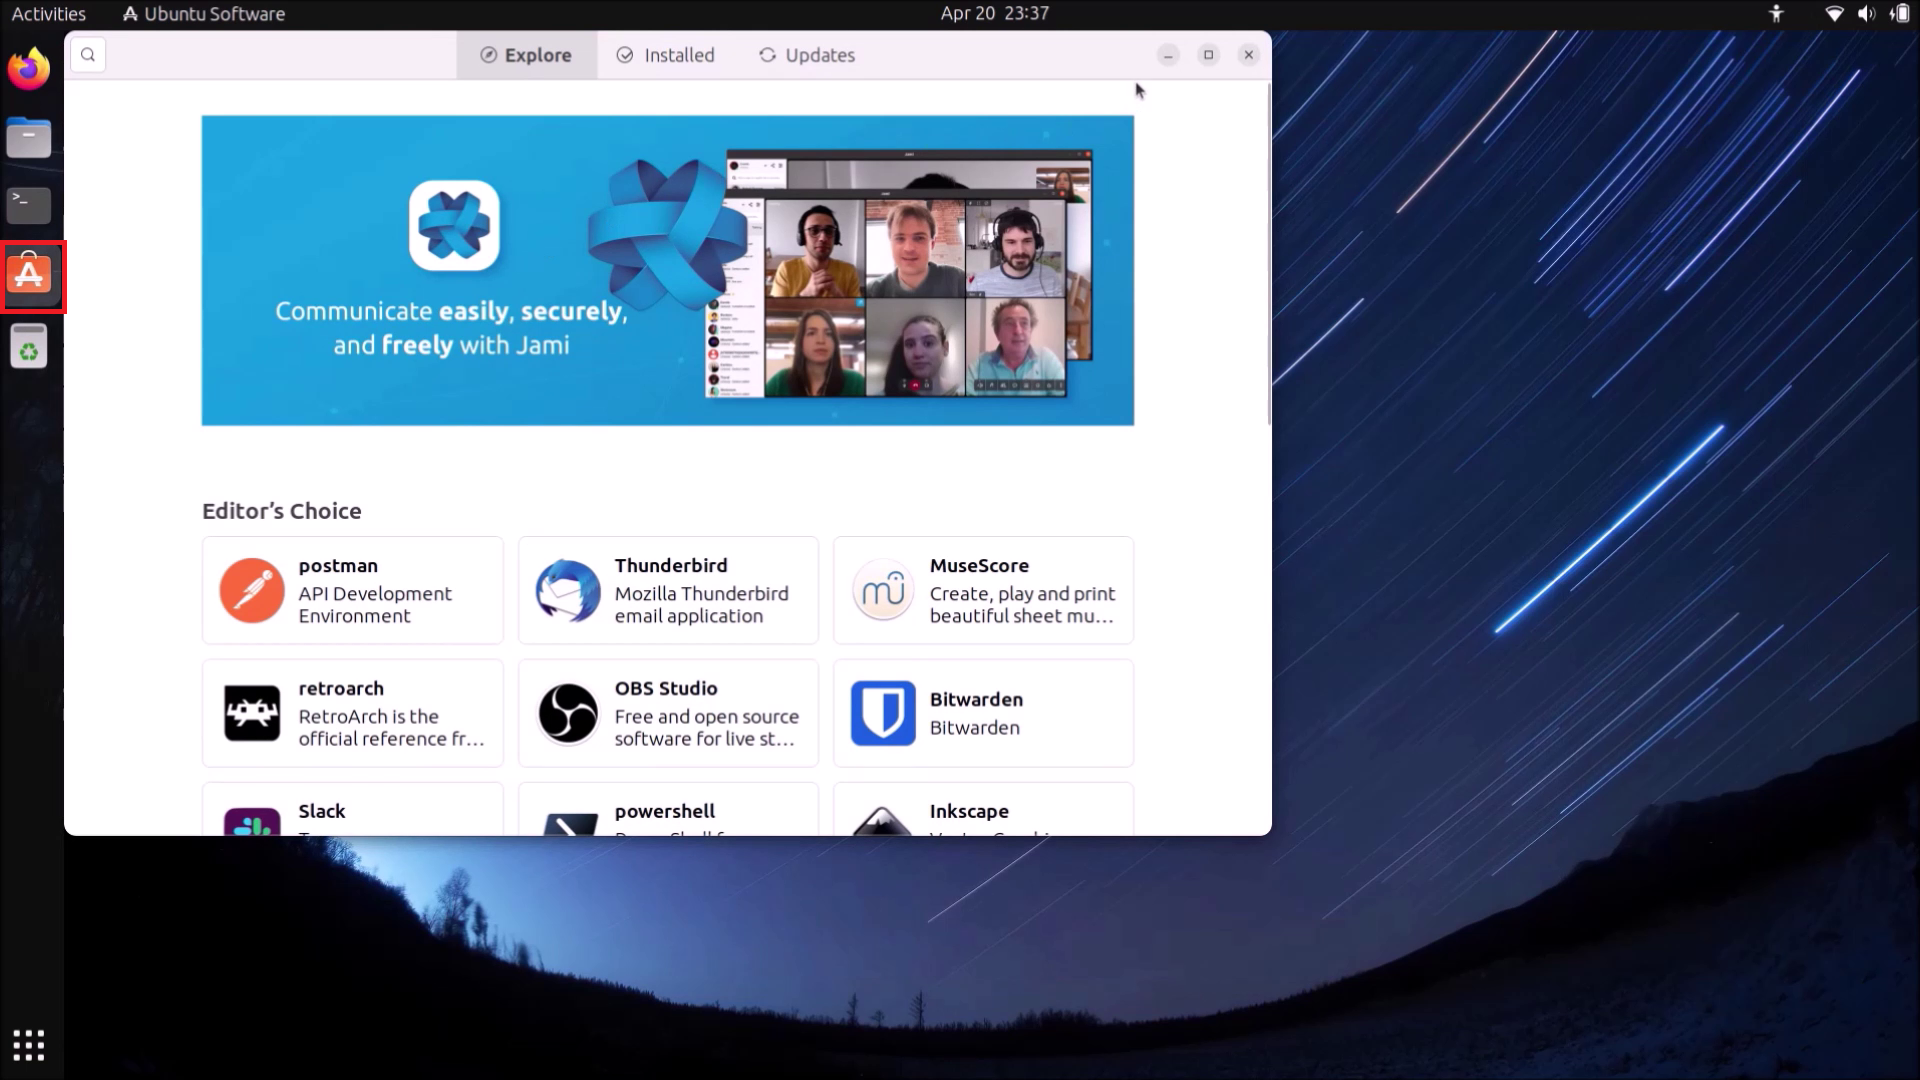 Activities
Ubuntu Software
Apr 20 23:37
Explore
Installed
Updates
Communicate easily, securely,
and freely with Jami
Editor's Choice
postman
API Development
Environment
Thunderbird
Mozilla Thunderbird
email application
MuseScore
Create, play and print
beautiful sheet mu...
retroarch
RetroArch is the
official reference fr...
OBS Studio
Free and open source
software for live st...
Bitwarden
Bitwarden
Slack
powershell
Inkscape